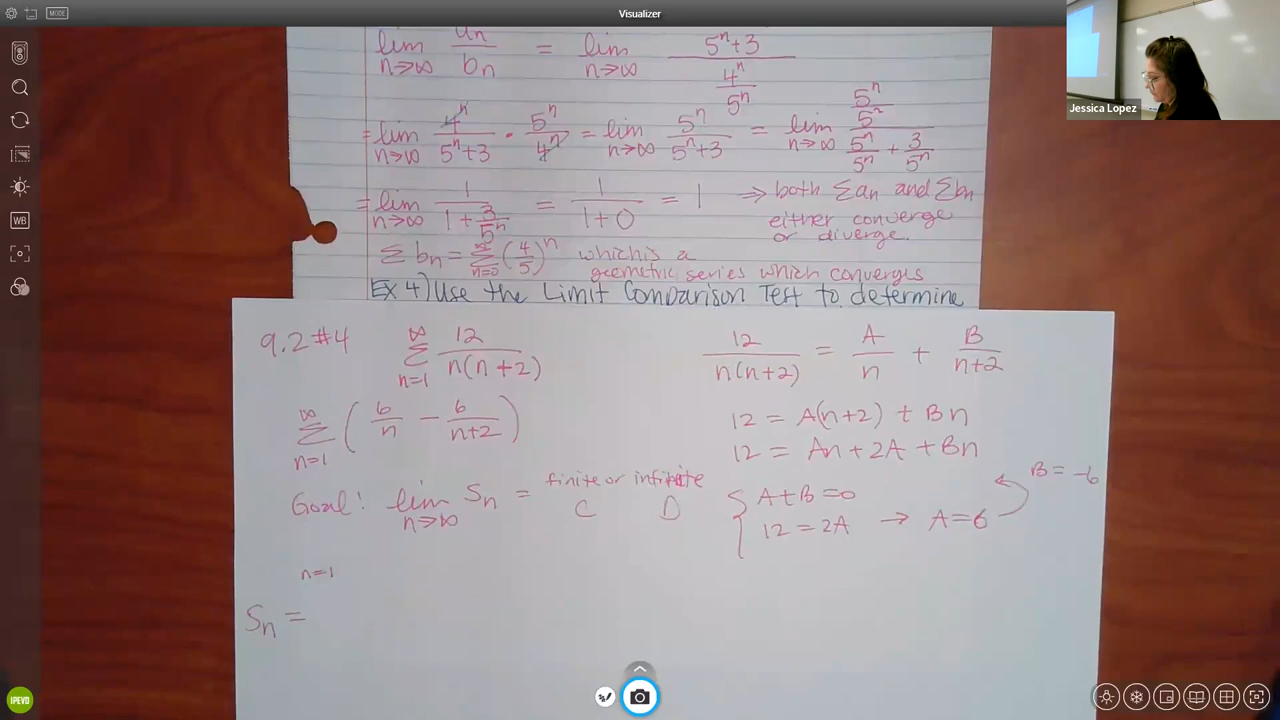 MODE
Visualizer
Jessica Lopez
lim n→∞ an/bn = lim n→∞ 5ⁿ+3 / (4ⁿ/5ⁿ)
= lim n→∞ 4ⁿ/(5ⁿ+3) · 5ⁿ/4ⁿ = lim n→∞ 5ⁿ/(5ⁿ+3) = lim n→∞ (5ⁿ/5ⁿ)/(5ⁿ/5ⁿ + 3/5ⁿ)
= lim n→∞ 1/(1 + 3/5ⁿ) = 1/(1+0) = 1 ⇒ both Σan and Σbn
either converge
or diverge.
Σ bn = Σ n=0 ∞ (4/5)ⁿ which is a
geometric series which converges
Ex 4) Use the Limit Comparison Test to determine
9.2 #4 Σ n=1 ∞ 12/(n(n+2))
12/(n(n+2)) = A/n + B/(n+2)
Σ n=1 ∞ (6/n − 6/(n+2))
12 = A(n+2) + Bn
12 = An + 2A + Bn
B = -6
Goal: lim n→∞ Sn = finite or infinite
C D
A+B=0
12 = 2A → A=6
n=1
Sn =
WB
IPEVO